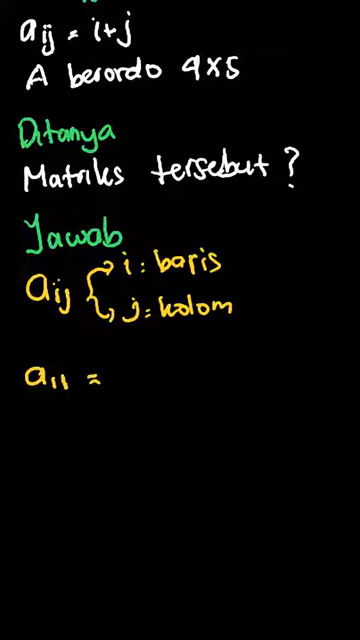 aij = i+j
A berordo 4x5
Ditanya
Matriks tersebut?
Jawab
aij i: baris
j= kolom
a11 =